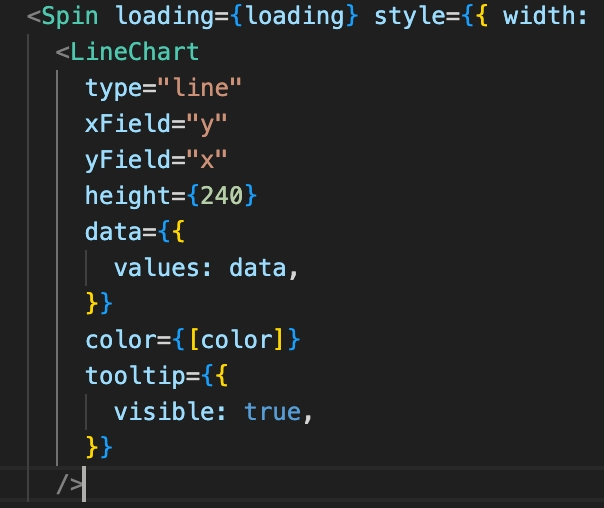 <Spin loading={loading} style={{ width:
<LineChart
type="line"
xField="y"
yField="x"
height={240}
data={{
values: data,
}}
color={[color]}
tooltip={{
visible: true,
}}
/>